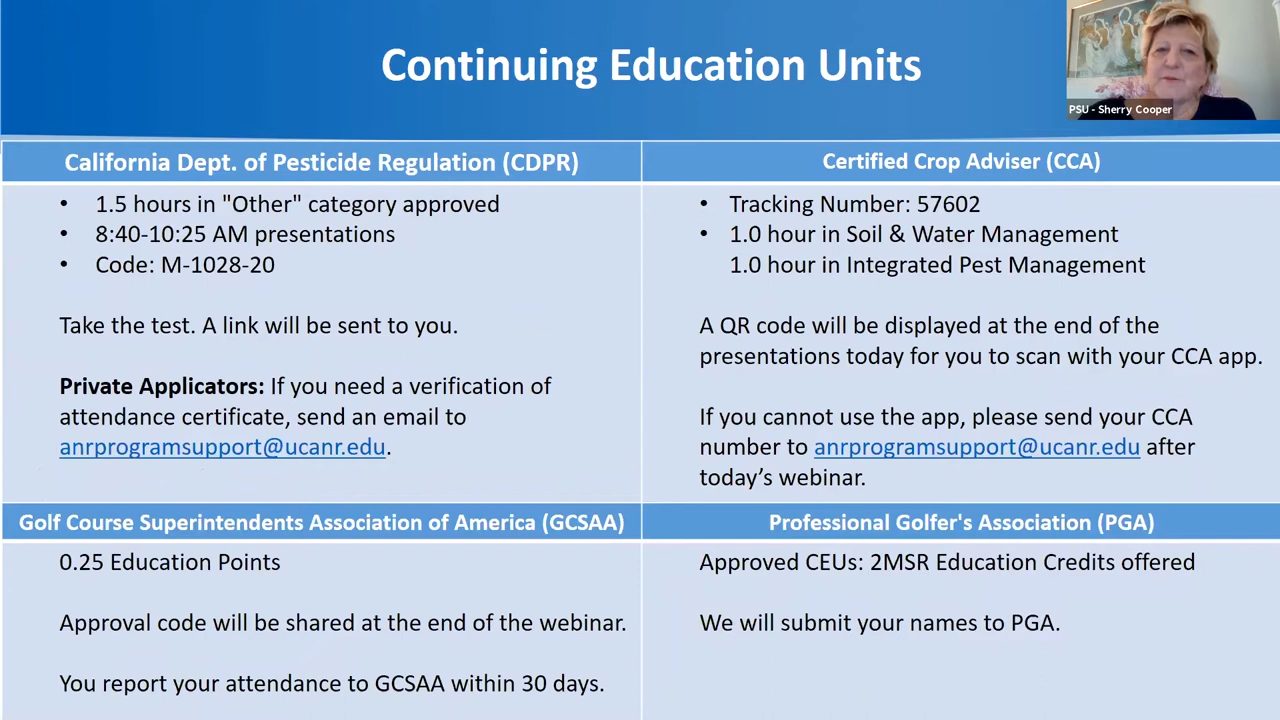 Continuing Education Units
PSU - Sherry Cooper
California Dept. of Pesticide Regulation (CDPR)
• 1.5 hours in "Other" category approved
• 8:40-10:25 AM presentations
• Code: M-1028-20
Take the test. A link will be sent to you.
Private Applicators: If you need a verification of
attendance certificate, send an email to
anrprogramsupport@ucanr.edu.
Certified Crop Adviser (CCA)
• Tracking Number: 57602
• 1.0 hour in Soil & Water Management
1.0 hour in Integrated Pest Management
A QR code will be displayed at the end of the
presentations today for you to scan with your CCA app.
If you cannot use the app, please send your CCA
number to anrprogramsupport@ucanr.edu after
today’s webinar.
Golf Course Superintendents Association of America (GCSAA)
0.25 Education Points
Approval code will be shared at the end of the webinar.
You report your attendance to GCSAA within 30 days.
Professional Golfer's Association (PGA)
Approved CEUs: 2MSR Education Credits offered
We will submit your names to PGA.